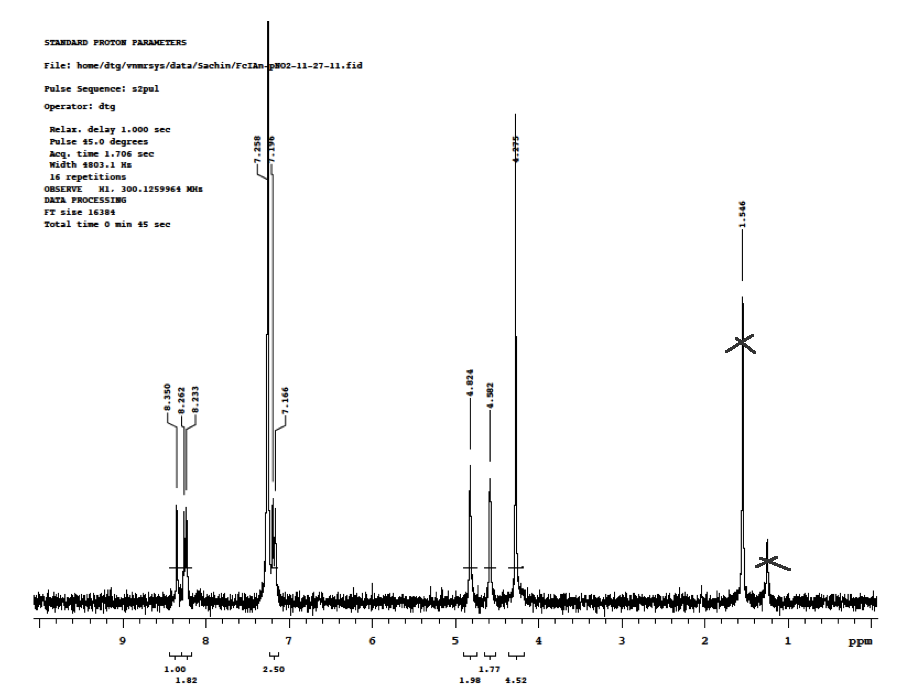 STANDARD PROTON PARAMETERS
File: home/dtg/vnmrsys/data/Sachin/FcIAn-pNO2-11-27-11.fid
Pulse Sequence: s2pul
Operator: dtg
Relax. delay 1.000 sec
Pulse 45.0 degrees
Acq. time 1.706 sec
Width 4803.1 Hz
16 repetitions
OBSERVE H1, 300.1259964 MHz
DATA PROCESSING
FT size 16384
Total time 0 min 45 sec
7.258
7.196
4.275
1.546
8.350
8.262
8.233
7.166
4.824
4.582
9 8 7 6 5 4 3 2 1 ppm
1.00 2.50 1.77
1.82 1.98 4.52